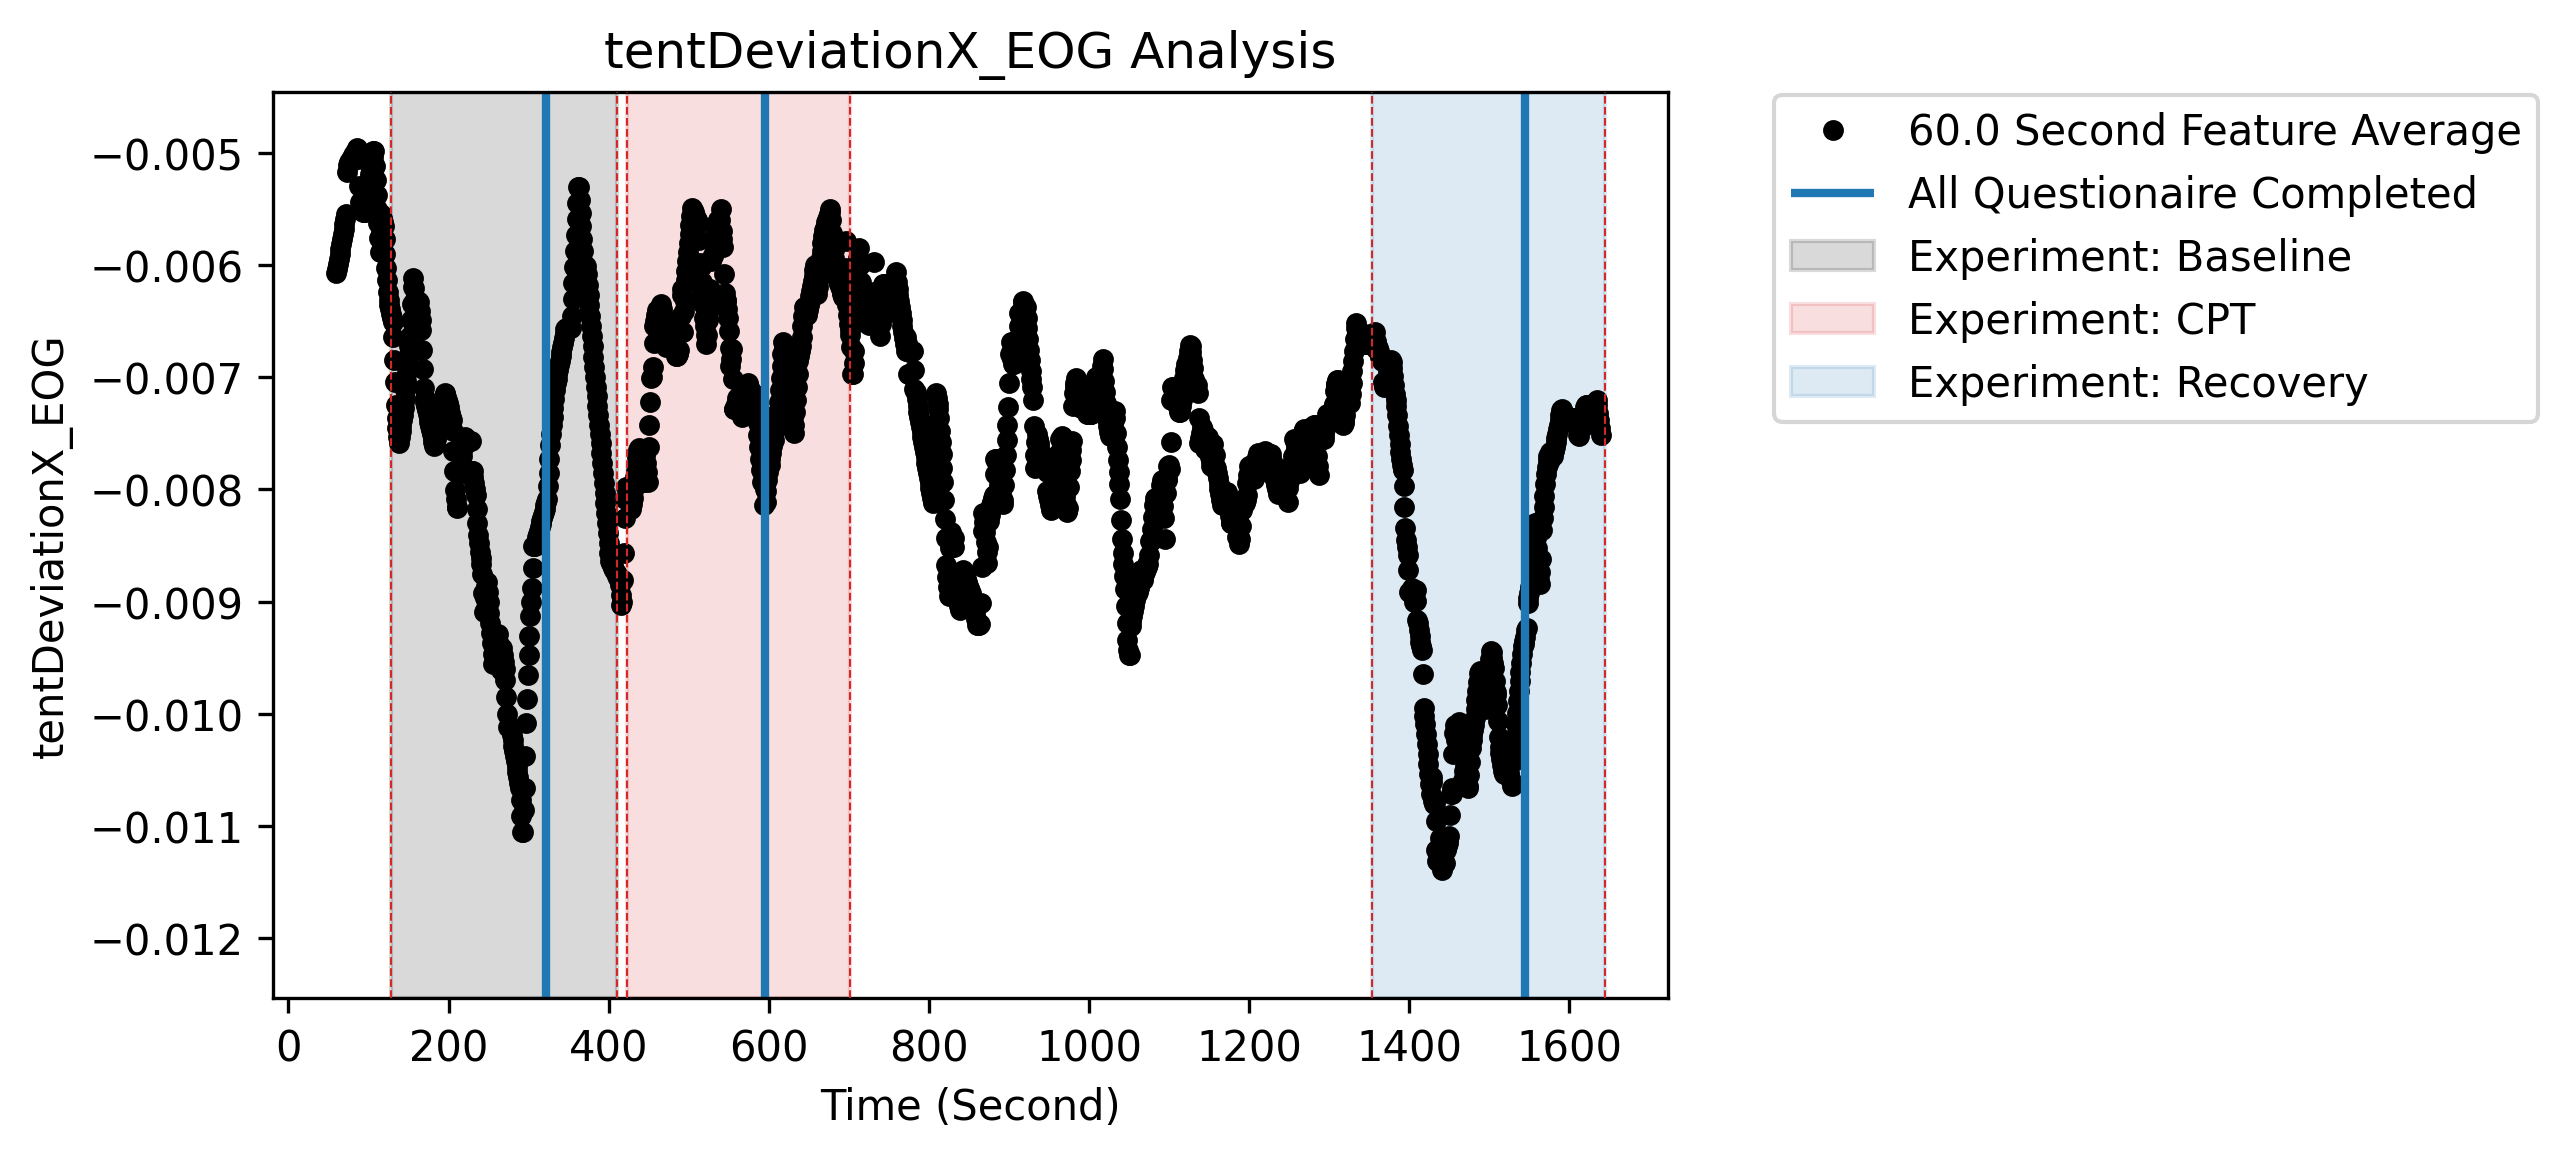 tentDeviationX_EOG Analysis
tentDeviationX_EOG
−0.005
−0.006
−0.007
−0.008
−0.009
−0.010
−0.011
−0.012
0 200 400 600 800 1000 1200 1400 1600
Time (Second)
60.0 Second Feature Average
All Questionaire Completed
Experiment: Baseline
Experiment: CPT
Experiment: Recovery